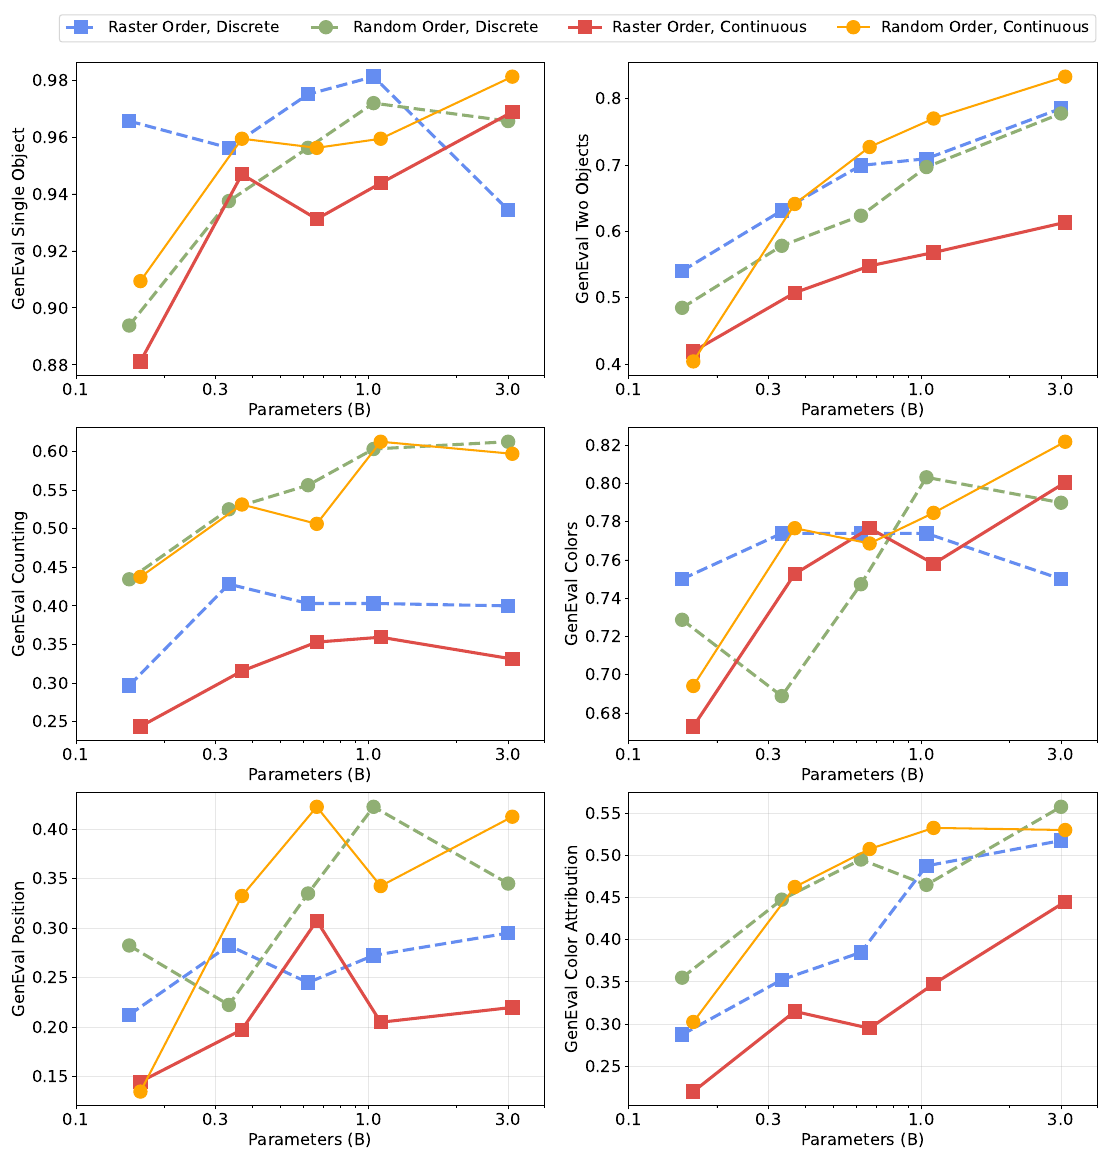 Raster Order, Discrete Random Order, Discrete Raster Order, Continuous Random Order, Continuous
GenEval Single Object
0.98
0.96
0.94
0.92
0.90
0.88
0.1 0.3 1.0 3.0
Parameters (B)
GenEval Two Objects
0.8
0.7
0.6
0.5
0.4
0.1 0.3 1.0 3.0
Parameters (B)
GenEval Counting
0.60
0.55
0.50
0.45
0.40
0.35
0.30
0.25
0.1 0.3 1.0 3.0
Parameters (B)
GenEval Colors
0.82
0.80
0.78
0.76
0.74
0.72
0.70
0.68
0.1 0.3 1.0 3.0
Parameters (B)
GenEval Position
0.40
0.35
0.30
0.25
0.20
0.15
0.1 0.3 1.0 3.0
Parameters (B)
GenEval Color Attribution
0.55
0.50
0.45
0.40
0.35
0.30
0.25
0.1 0.3 1.0 3.0
Parameters (B)